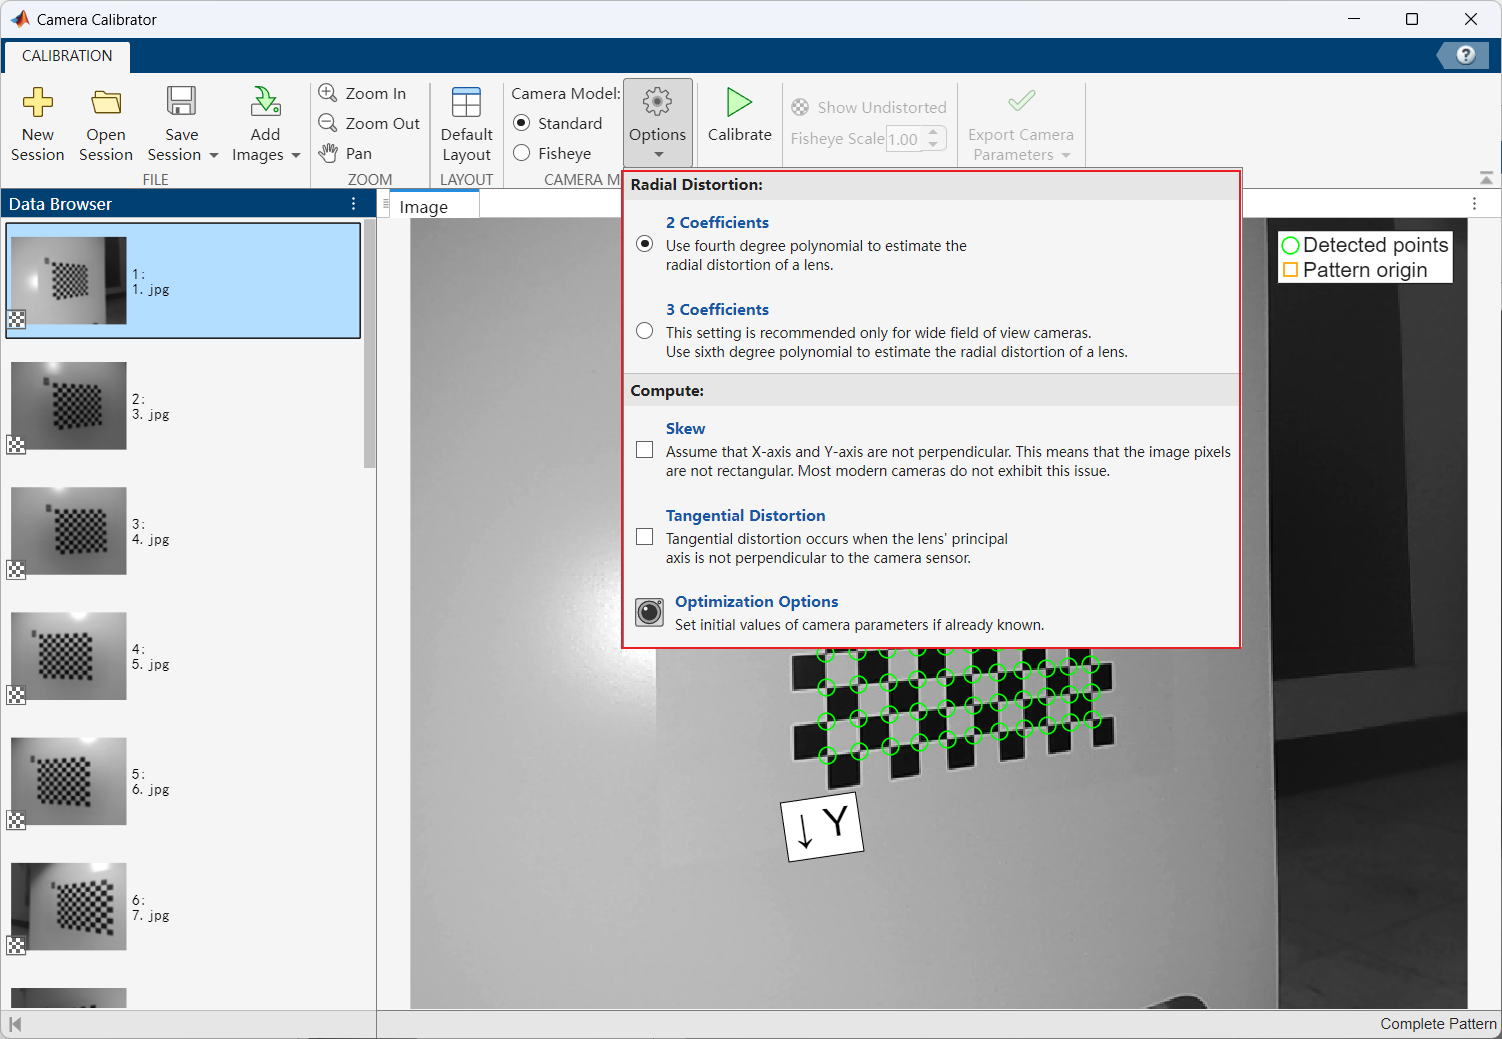 Camera Calibrator
CALIBRATION
New Session
Open Session
Save Session
Add Images
FILE
Zoom In
Zoom Out
Pan
ZOOM
Default Layout
LAYOUT
Camera Model:
Standard
Fisheye
CAMERA M
Options
Calibrate
Show Undistorted
Fisheye Scale 1.00
Export Camera Parameters
Data Browser
Image
1:
1.jpg
2:
3.jpg
3:
4.jpg
4:
5.jpg
5:
6.jpg
6:
7.jpg
Radial Distortion:
2 Coefficients
Use fourth degree polynomial to estimate the
radial distortion of a lens.
3 Coefficients
This setting is recommended only for wide field of view cameras.
Use sixth degree polynomial to estimate the radial distortion of a lens.
Compute:
Skew
Assume that X-axis and Y-axis are not perpendicular. This means that the image pixels
are not rectangular. Most modern cameras do not exhibit this issue.
Tangential Distortion
Tangential distortion occurs when the lens' principal
axis is not perpendicular to the camera sensor.
Optimization Options
Set initial values of camera parameters if already known.
Detected points
Pattern origin
↓ Y
Complete Pattern